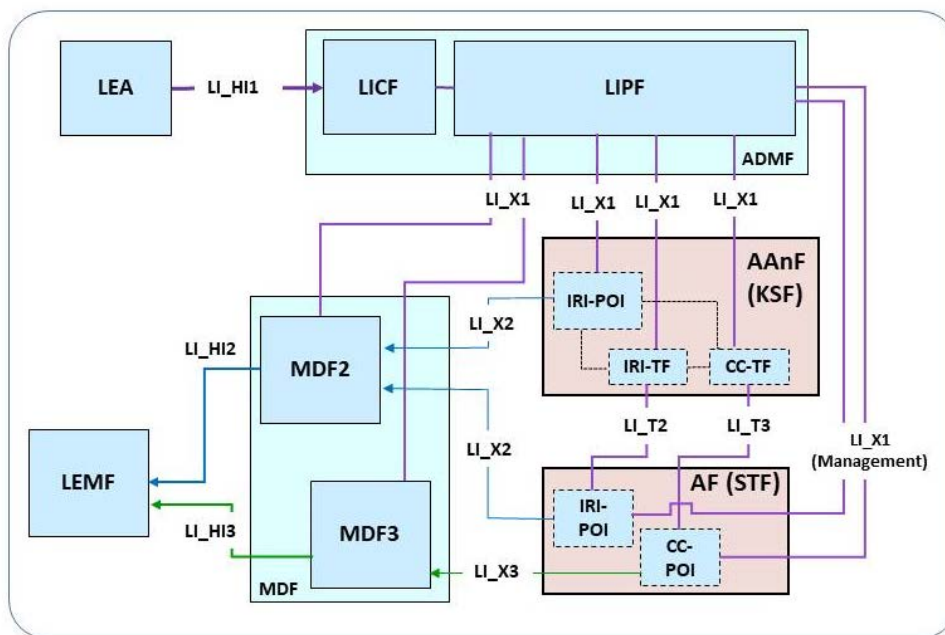 LEA
LI_HI1
LICF
LIPF
ADMF
LI_X1
LI_X1
LI_X1
LI_X1
AAnF
(KSF)
IRI-POI
LI_X2
LI_HI2
MDF2
IRI-TF
CC-TF
LI_T2
LI_T3
LI_X1
(Management)
LI_X2
LEMF
AF (STF)
IRI-
POI
LI_HI3
MDF3
CC-
POI
LI_X3
MDF